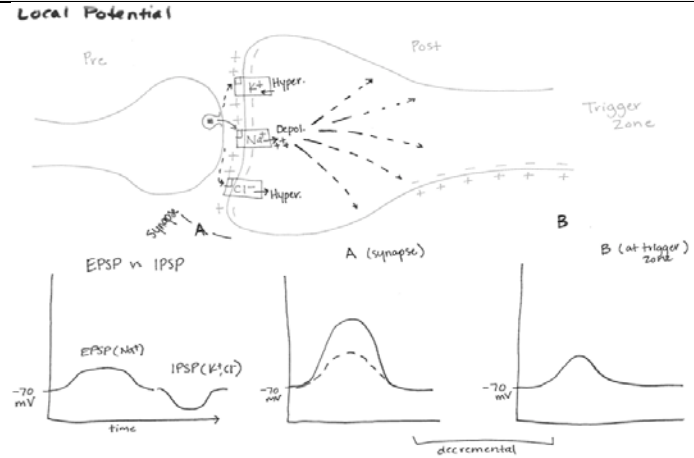 Local Potential
Pre
Post
K+
Hyper.
Depol.
Na+
++
Cl-
Hyper.
Trigger
Zone
Synapse
A.
B
EPSP n IPSP
A (synapse)
B (at trigger
zone
EPSP(Na+)
IPSP(K+,Cl-)
-70
mV
time
-70
mV
-70
mV
decremental